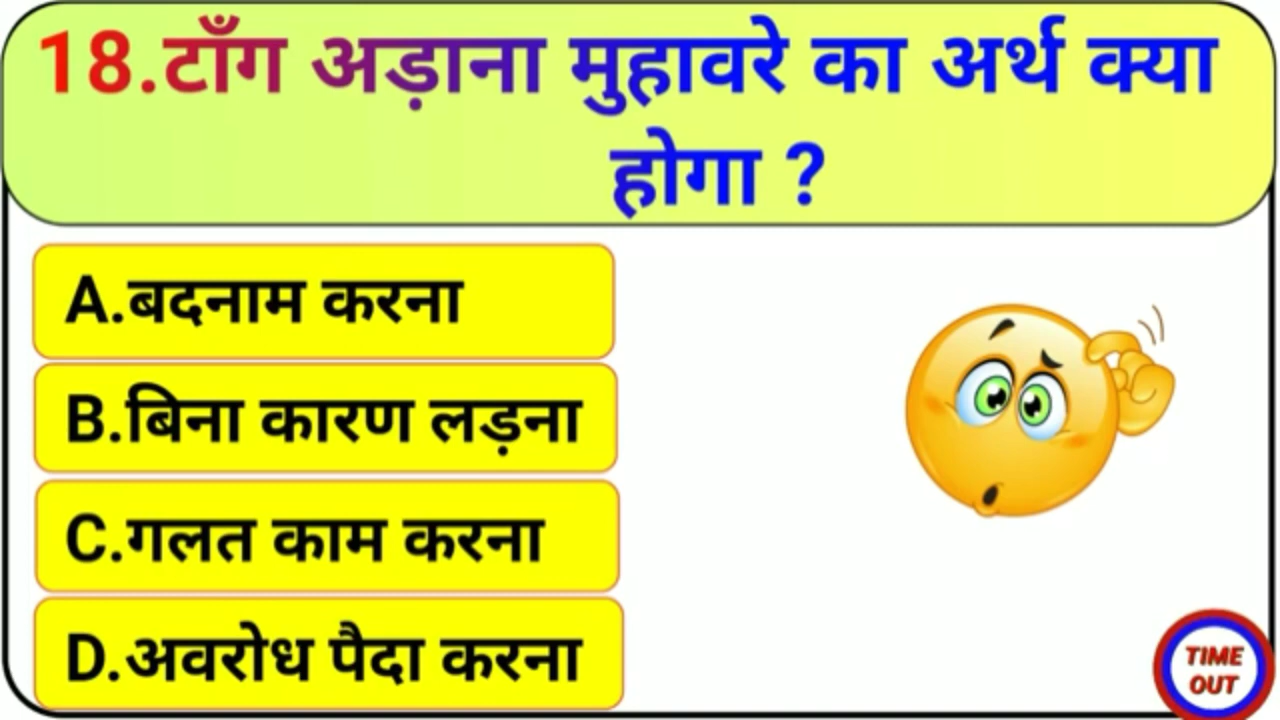 18.टाँग अड़ाना मुहावरे का अर्थ क्या
होगा ?
A.बदनाम करना
B.बिना कारण लड़ना
C.गलत काम करना
D.अवरोध पैदा करना
TIME
OUT